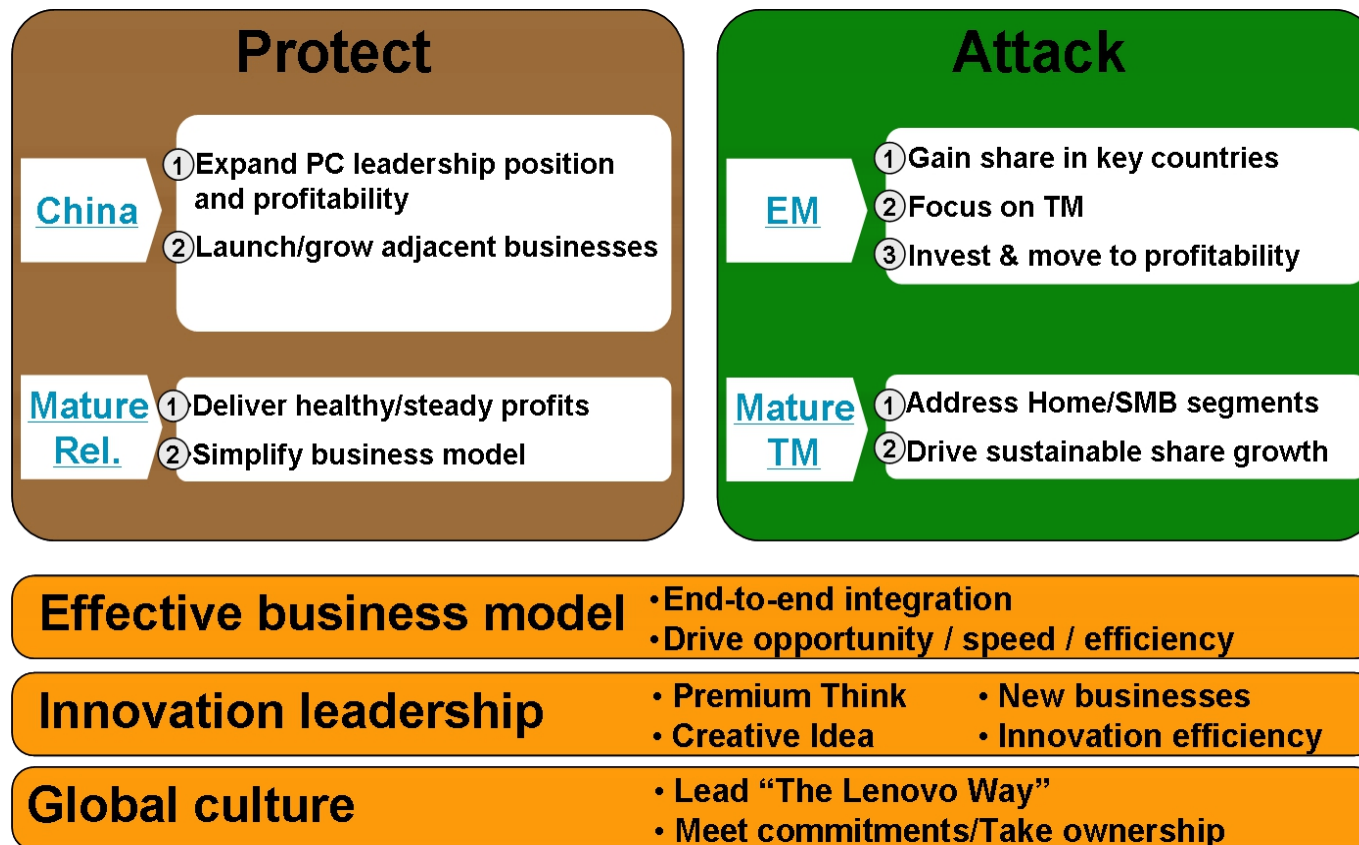 Protect
China
1 Expand PC leadership position
and profitability
2 Launch/grow adjacent businesses
Mature
Rel.
1 Deliver healthy/steady profits
2 Simplify business model
Attack
EM
1 Gain share in key countries
2 Focus on TM
3 Invest & move to profitability
Mature
TM
1 Address Home/SMB segments
2 Drive sustainable share growth
Effective business model
• End-to-end integration
• Drive opportunity / speed / efficiency
Innovation leadership
• Premium Think
• Creative Idea
• New businesses
• Innovation efficiency
Global culture
• Lead “The Lenovo Way”
• Meet commitments/Take ownership